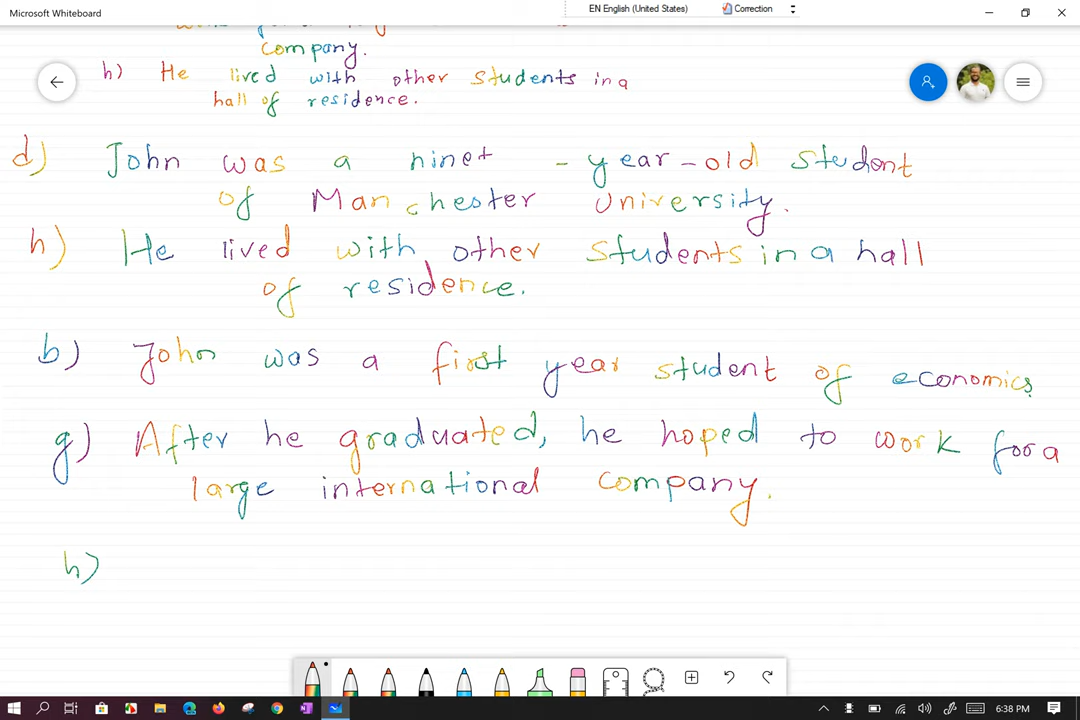 Microsoft Whiteboard
EN English (United States) Correction
company.
h) He lived with other students in a
hall of residence.
d) John was a ninet - year-old student
of Manchester University.
h) He lived with other students in a hall
of residence.
b) John was a first year student of economics.
g) After he graduated, he hoped to work for a
large international company.
h)
6:38 PM